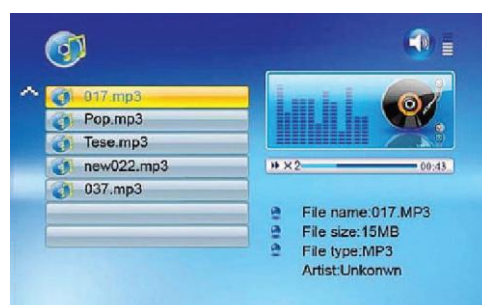 017.mp3
Pop.mp3
Tese.mp3
new022.mp3
037.mp3
×2 00:43
File name:017.MP3
File size:15MB
File type:MP3
Artist:Unkonwn